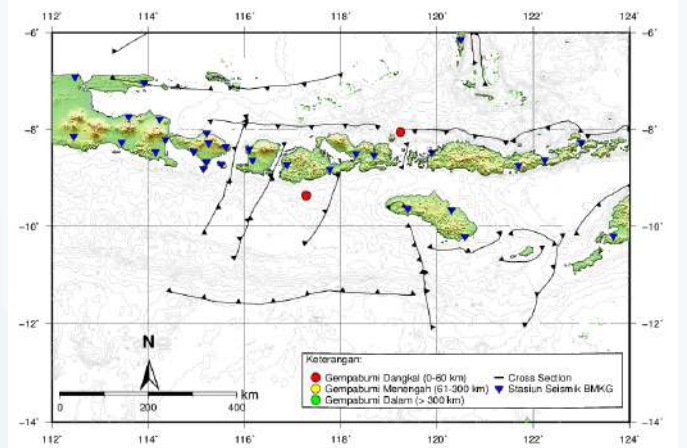 112˚ 114˚ 116˚ 118˚ 120˚ 122˚ 124˚
−6˚ −6˚
−8˚ −8˚
−10˚ −10˚
−12˚ −12˚
N
km
0 200 400
Keterangan:
Gempabumi Dangkal (0-60 km)
Gempabumi Menengah (61-300 km)
Gempabumi Dalam (> 300 km)
Cross Section
Stasiun Seismik BMKG
−14˚ −14˚
112˚ 114˚ 116˚ 118˚ 120˚ 122˚ 124˚